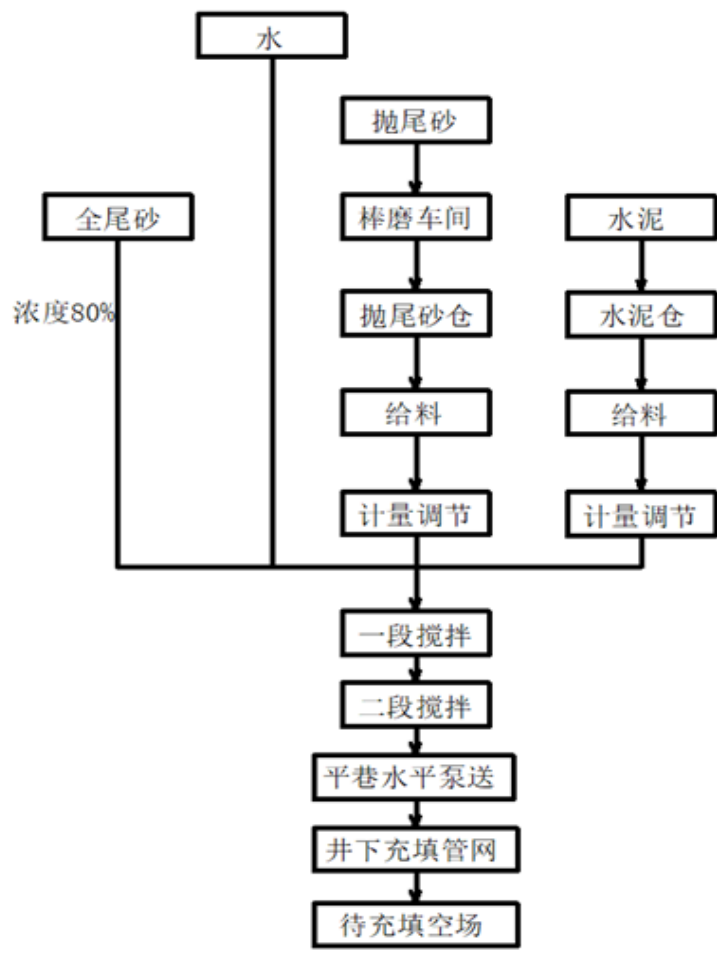 水
抛尾砂
全尾砂
棒磨车间
水泥
浓度80%
抛尾砂仓
水泥仓
给料
给料
计量调节
计量调节
一段搅拌
二段搅拌
平巷水平泵送
井下充填管网
待充填空场